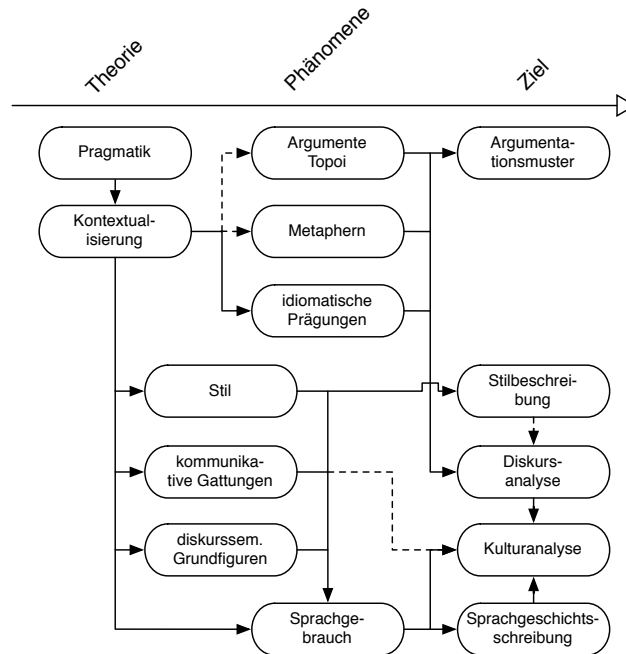 Theorie
Phänomene
Ziel
Pragmatik
Argumente
Topoi
Argumenta-
tionsmuster
Kontextual-
isierung
Metaphern
idiomatische
Prägungen
Stil
Stilbeschrei-
bung
kommunika-
tive Gattungen
Diskurs-
analyse
diskurssem.
Grundfiguren
Kulturanalyse
Sprachge-
brauch
Sprachgeschichts-
schreibung